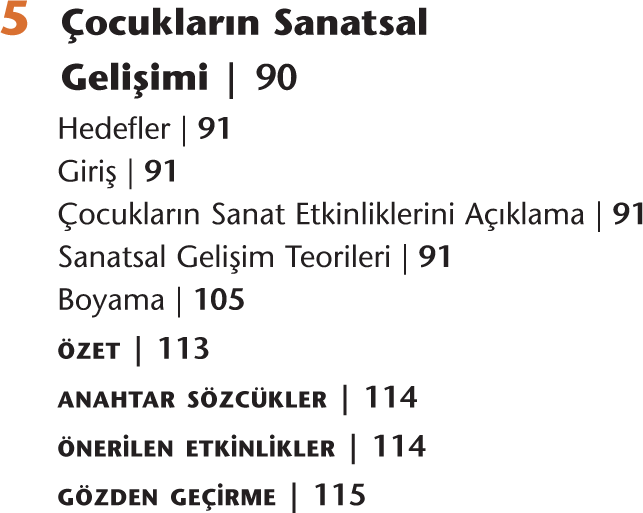 5 Çocukların Sanatsal
Gelişimi | 90
Hedefler | 91
Giriş | 91
Çocukların Sanat Etkinliklerini Açıklama | 91
Sanatsal Gelişim Teorileri | 91
Boyama | 105
ÖZET | 113
ANAHTAR SÖZCÜKLER | 114
ÖNERİLEN ETKİNLİKLER | 114
GÖZDEN GEÇİRME | 115